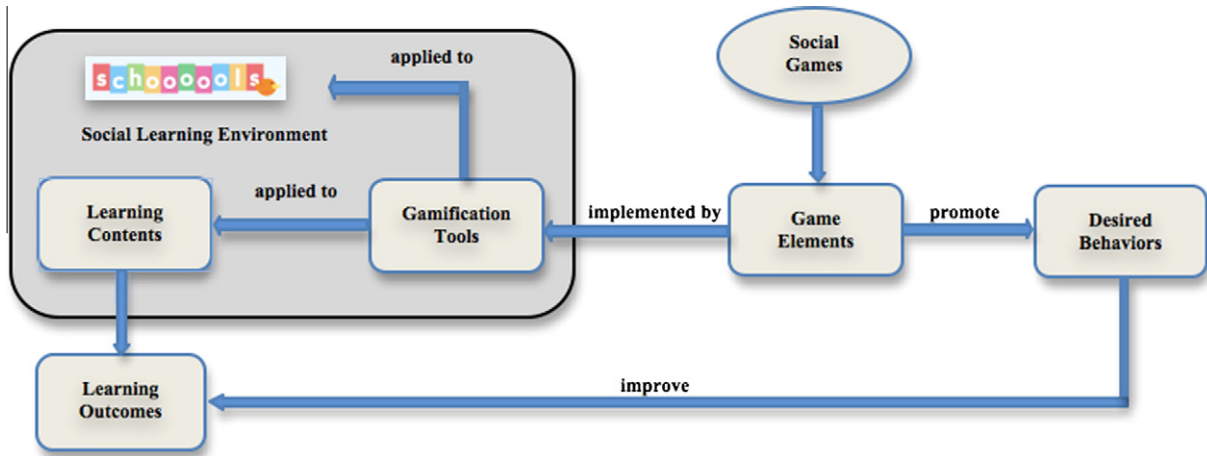 schoooools
applied to
Social
Games
Social Learning Environment
applied to
Learning
Contents
Gamification
Tools
implemented by
Game
Elements
promote
Desired
Behaviors
Learning
Outcomes
improve